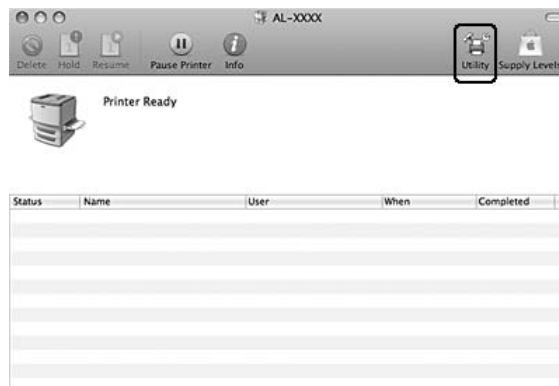 AL-XXXX
Delete Hold Resume Pause Printer Info Utility Supply Levels
Printer Ready
Status Name User When Completed